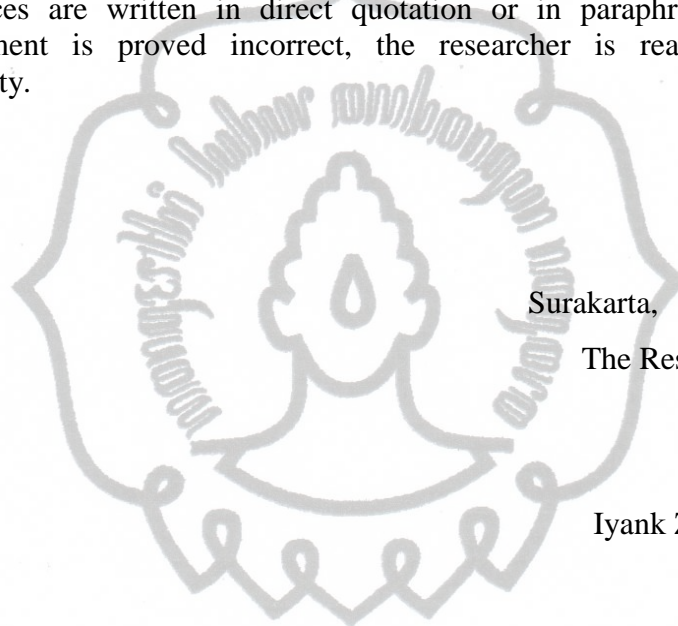 ces are written in direct quotation or in paraphr
ment is proved incorrect, the researcher is rea
ty.
Surakarta,
The Res
Iyank Z